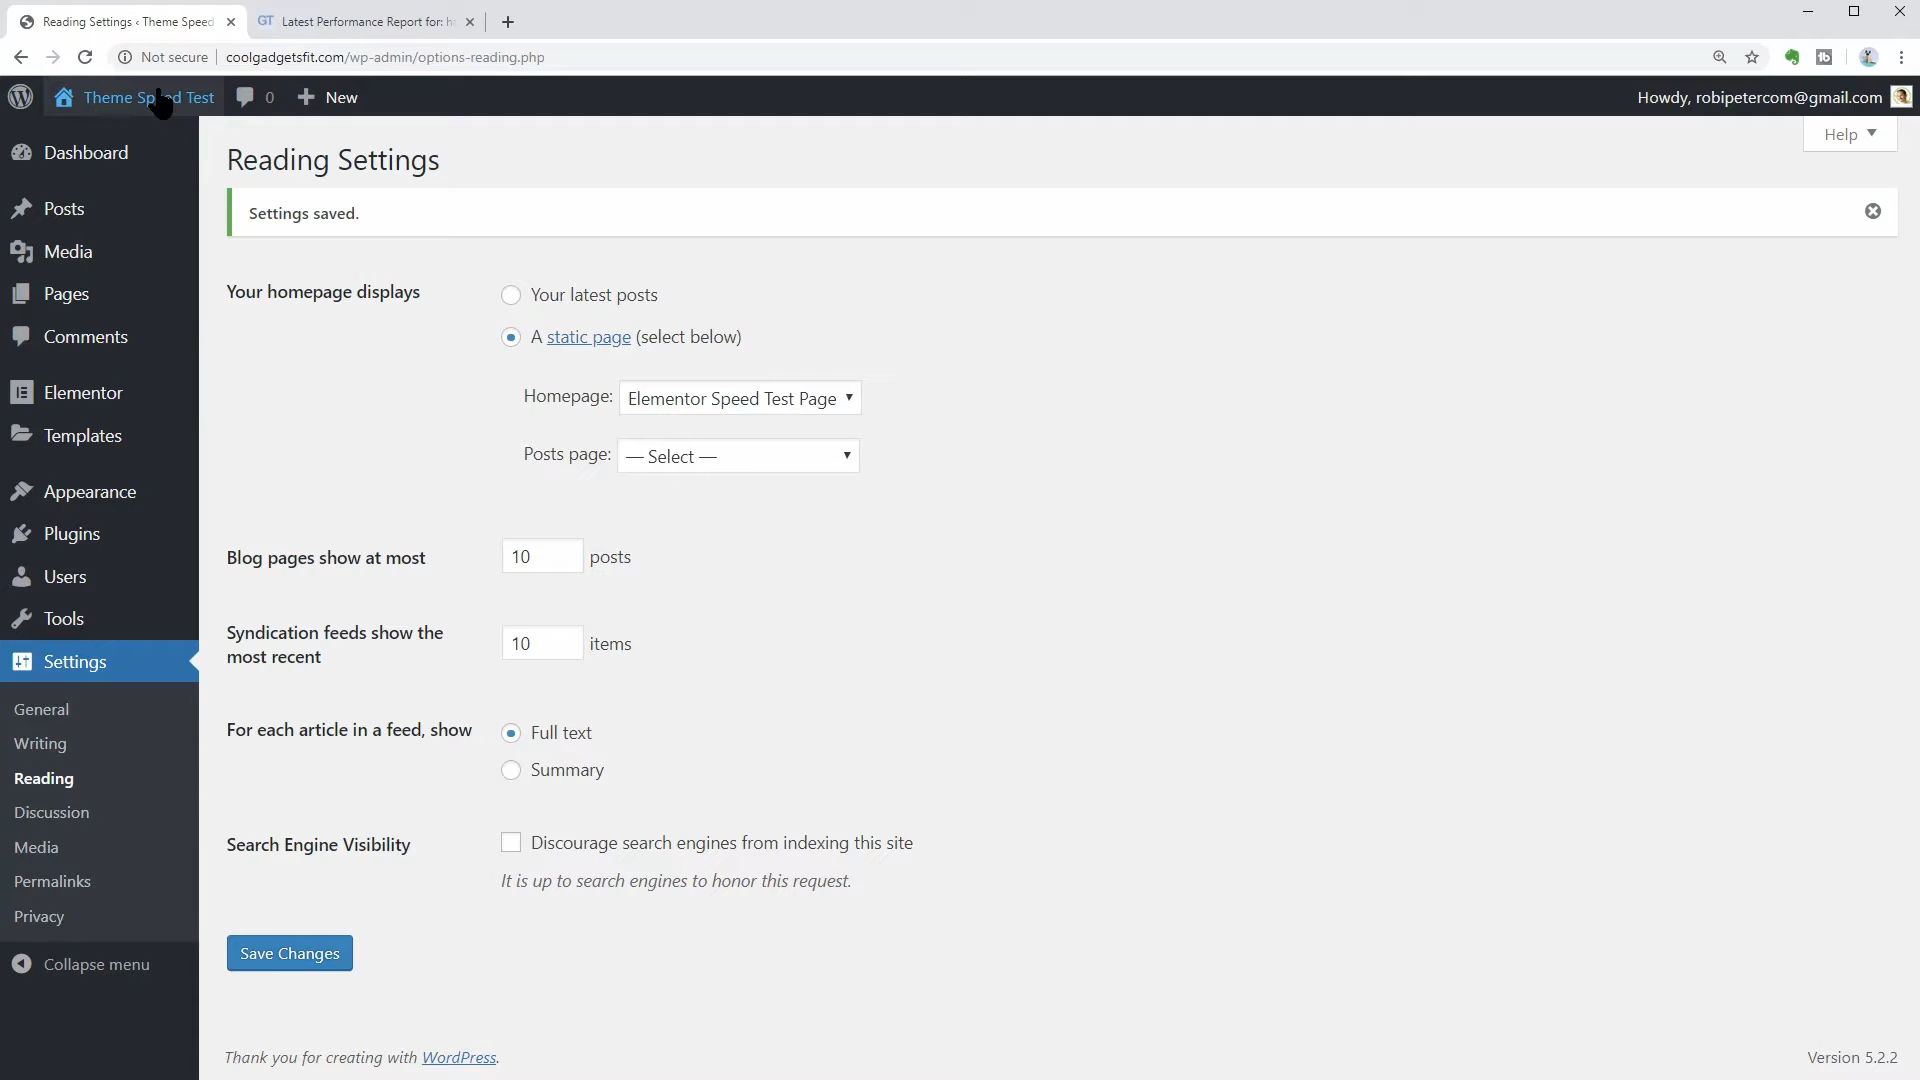 Reading Settings ‹ Theme Speed
GT Latest Performance Report for: h
Not secure
coolgadgetsfit.com/wp-admin/options-reading.php
Theme Speed Test
0
New
Howdy, robipetercom@gmail.com
Help
Dashboard
Posts
Media
Pages
Comments
Elementor
Templates
Appearance
Plugins
Users
Tools
Settings
General
Writing
Reading
Discussion
Media
Permalinks
Privacy
Collapse menu
Reading Settings
Settings saved.
Your homepage displays
Your latest posts
A static page (select below)
Homepage: Elementor Speed Test Page
Posts page: — Select —
Blog pages show at most
10 posts
Syndication feeds show the
most recent
10 items
For each article in a feed, show
Full text
Summary
Search Engine Visibility
Discourage search engines from indexing this site
It is up to search engines to honor this request.
Save Changes
Thank you for creating with WordPress.
Version 5.2.2